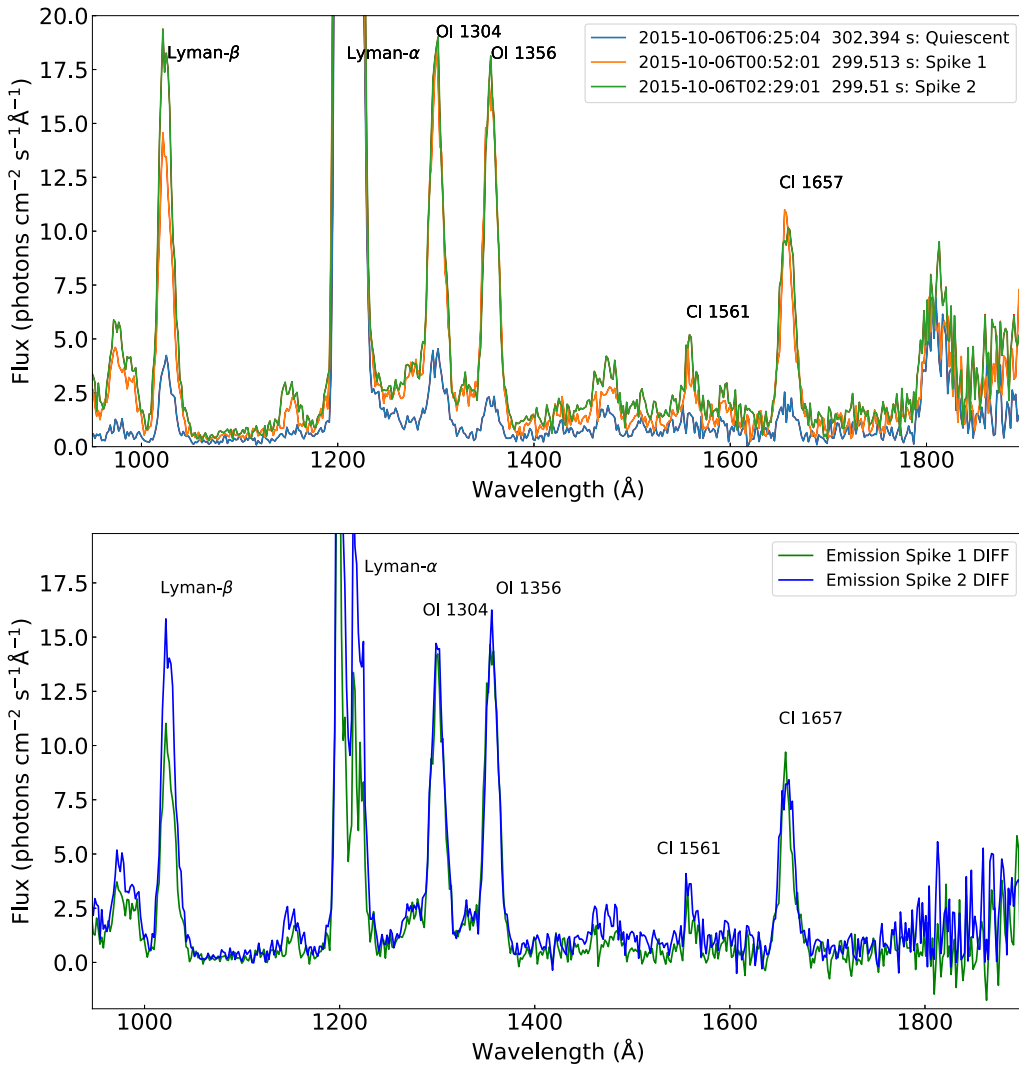 20.0
17.5
15.0
12.5
10.0
7.5
5.0
2.5
0.0
Flux (photons cm⁻² s⁻¹Å⁻¹)
Lyman-β
Lyman-α
OI 1304
OI 1356
CI 1561
CI 1657
2015-10-06T06:25:04 302.394 s: Quiescent
2015-10-06T00:52:01 299.513 s: Spike 1
2015-10-06T02:29:01 299.51 s: Spike 2
1000 1200 1400 1600 1800
Wavelength (Å)
17.5
15.0
12.5
10.0
7.5
5.0
2.5
0.0
Flux (photons cm⁻² s⁻¹Å⁻¹)
Lyman-β
Lyman-α
OI 1304
OI 1356
CI 1561
CI 1657
Emission Spike 1 DIFF
Emission Spike 2 DIFF
1000 1200 1400 1600 1800
Wavelength (Å)